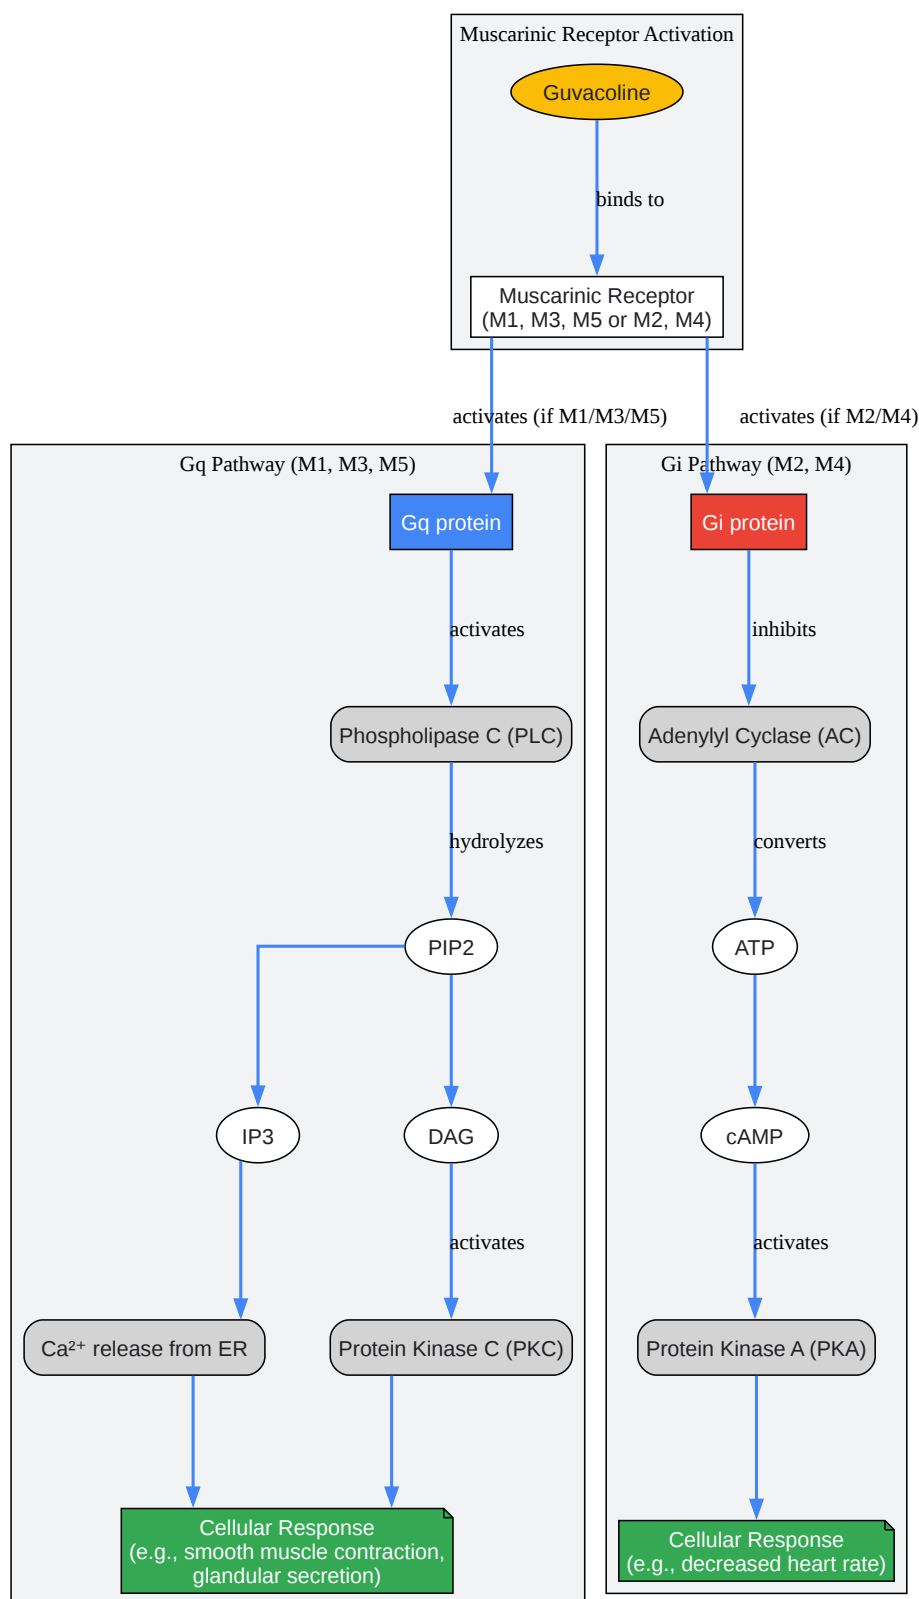 Muscarinic Receptor Activation
Guvacoline
binds to
Muscarinic Receptor
(M1, M3, M5 or M2, M4)
activates (if M1/M3/M5)
activates (if M2/M4)
Gq Pathway (M1, M3, M5)
Gi Pathway (M2, M4)
Gq protein
Gi protein
activates
inhibits
Phospholipase C (PLC)
Adenylyl Cyclase (AC)
hydrolyzes
converts
PIP2
ATP
IP3
DAG
cAMP
activates
activates
Ca²⁺ release from ER
Protein Kinase C (PKC)
Protein Kinase A (PKA)
Cellular Response
(e.g., smooth muscle contraction,
glandular secretion)
Cellular Response
(e.g., decreased heart rate)